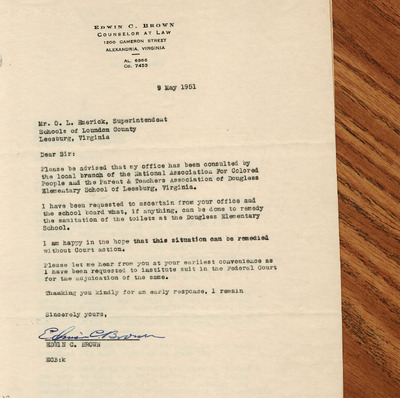 EDWIN C. BROWN
COUNSELOR AT LAW
1200 CAMERON STREET
ALEXANDRIA, VIRGINIA
AL. 6966
CO. 7453
9 May 1951
Mr. O. L. Emerick, Superintendent
Schools of Loundon County
Leesburg, Virginia
Dear Sir:
Please be advised that my office has been consulted by
the local branch of the National Association For Colored
People and the Parent & Teachers Association of Dougless
Elementary School of Leesburg, Virginia.
I have been requested to ascertain from your office and
the school board what, if anything, can be done to remedy
the sanitation of the toilets at the Dougless Elementary
School.
I am happy in the hope that this situation can be remedied
without Court action.
Please let me hear from you at your earliest convenience as
I have been requested to institute suit in the Federal Court
for the adjudication of the same.
Thanking you kindly for an early response, I remain
Sincerely yours,
Edwin C Brown
EDWIN C. BROWN
ECB:k